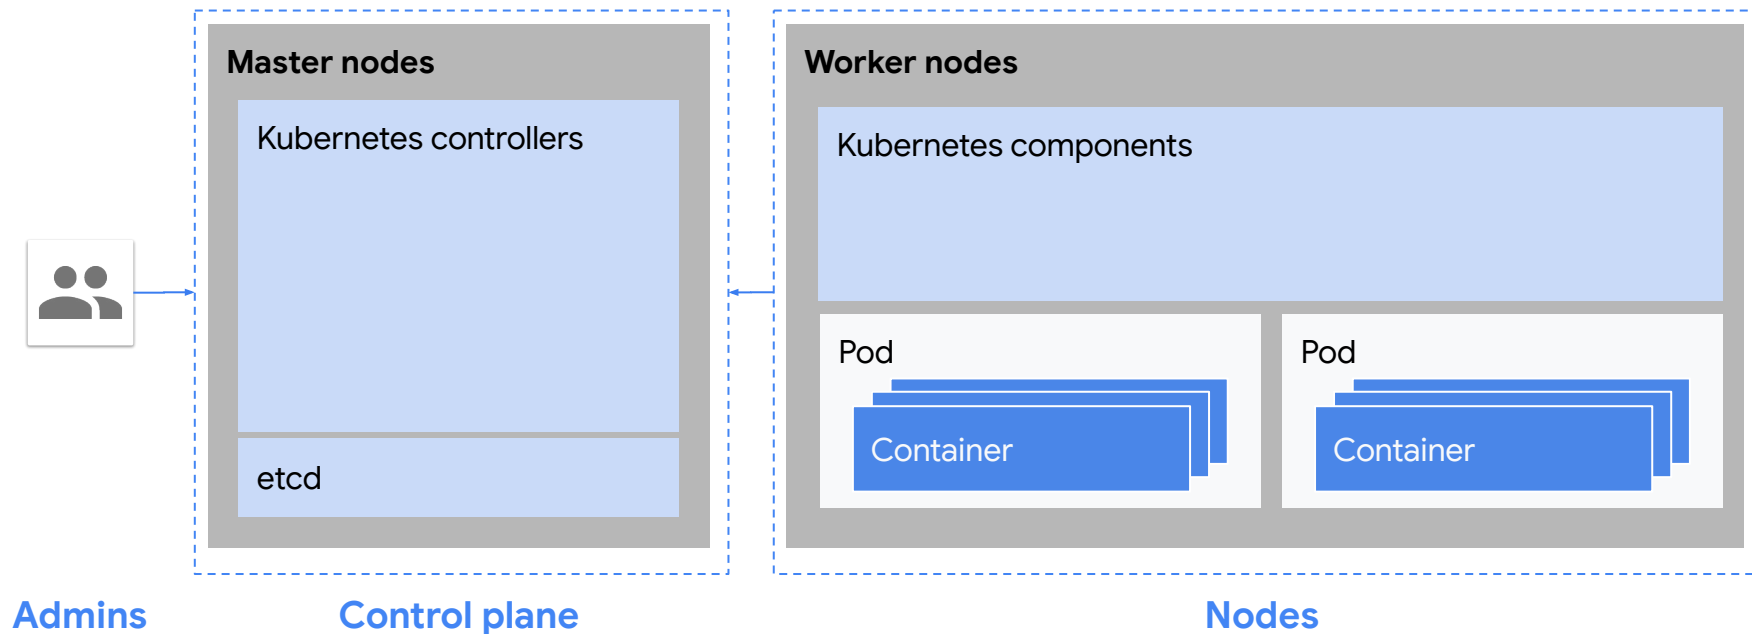 Master nodes
Kubernetes controllers
etcd
Worker nodes
Kubernetes components
Pod
Container
Pod
Container
Admins
Control plane
Nodes